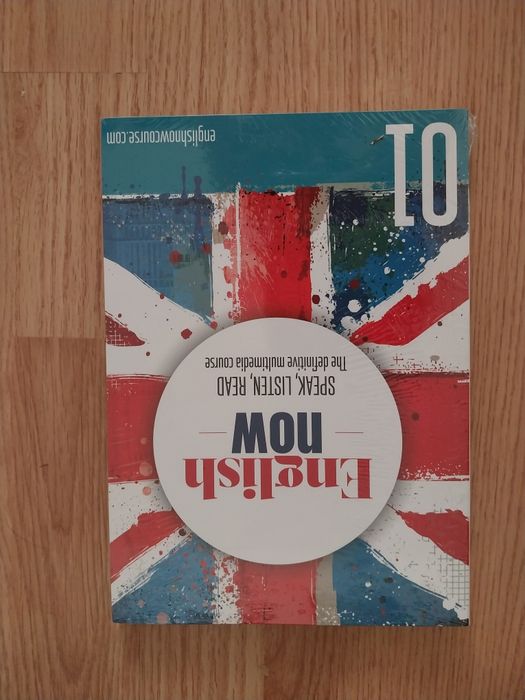 English
now
SPEAK, LISTEN, READ
The definitive multimedia course
01
englishnowcourse.com